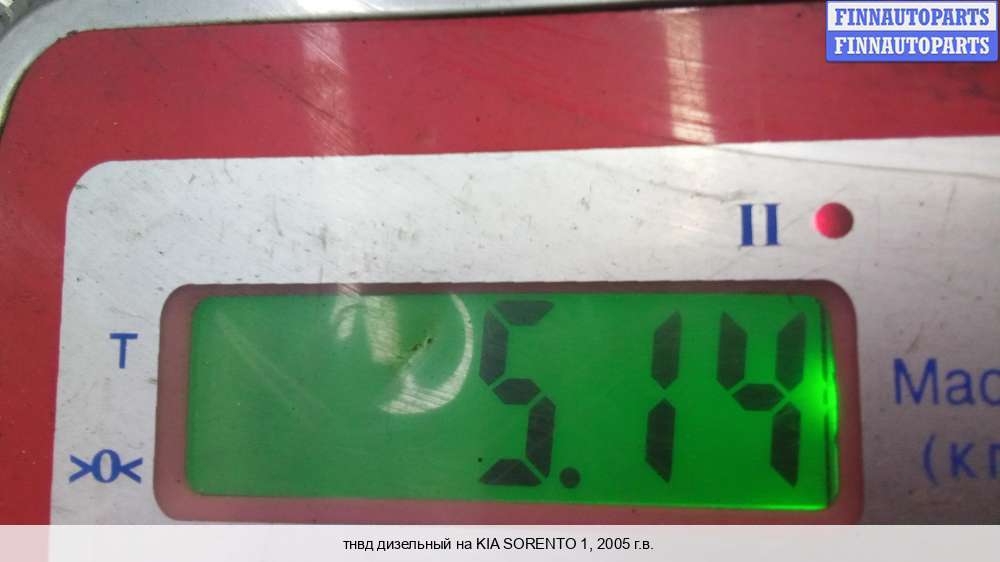 FINNAUTOPARTS
FINNAUTOPARTS
II
T
5.14
>0<
тнвд дизельный на KIA SORENTO 1, 2005 г.в.